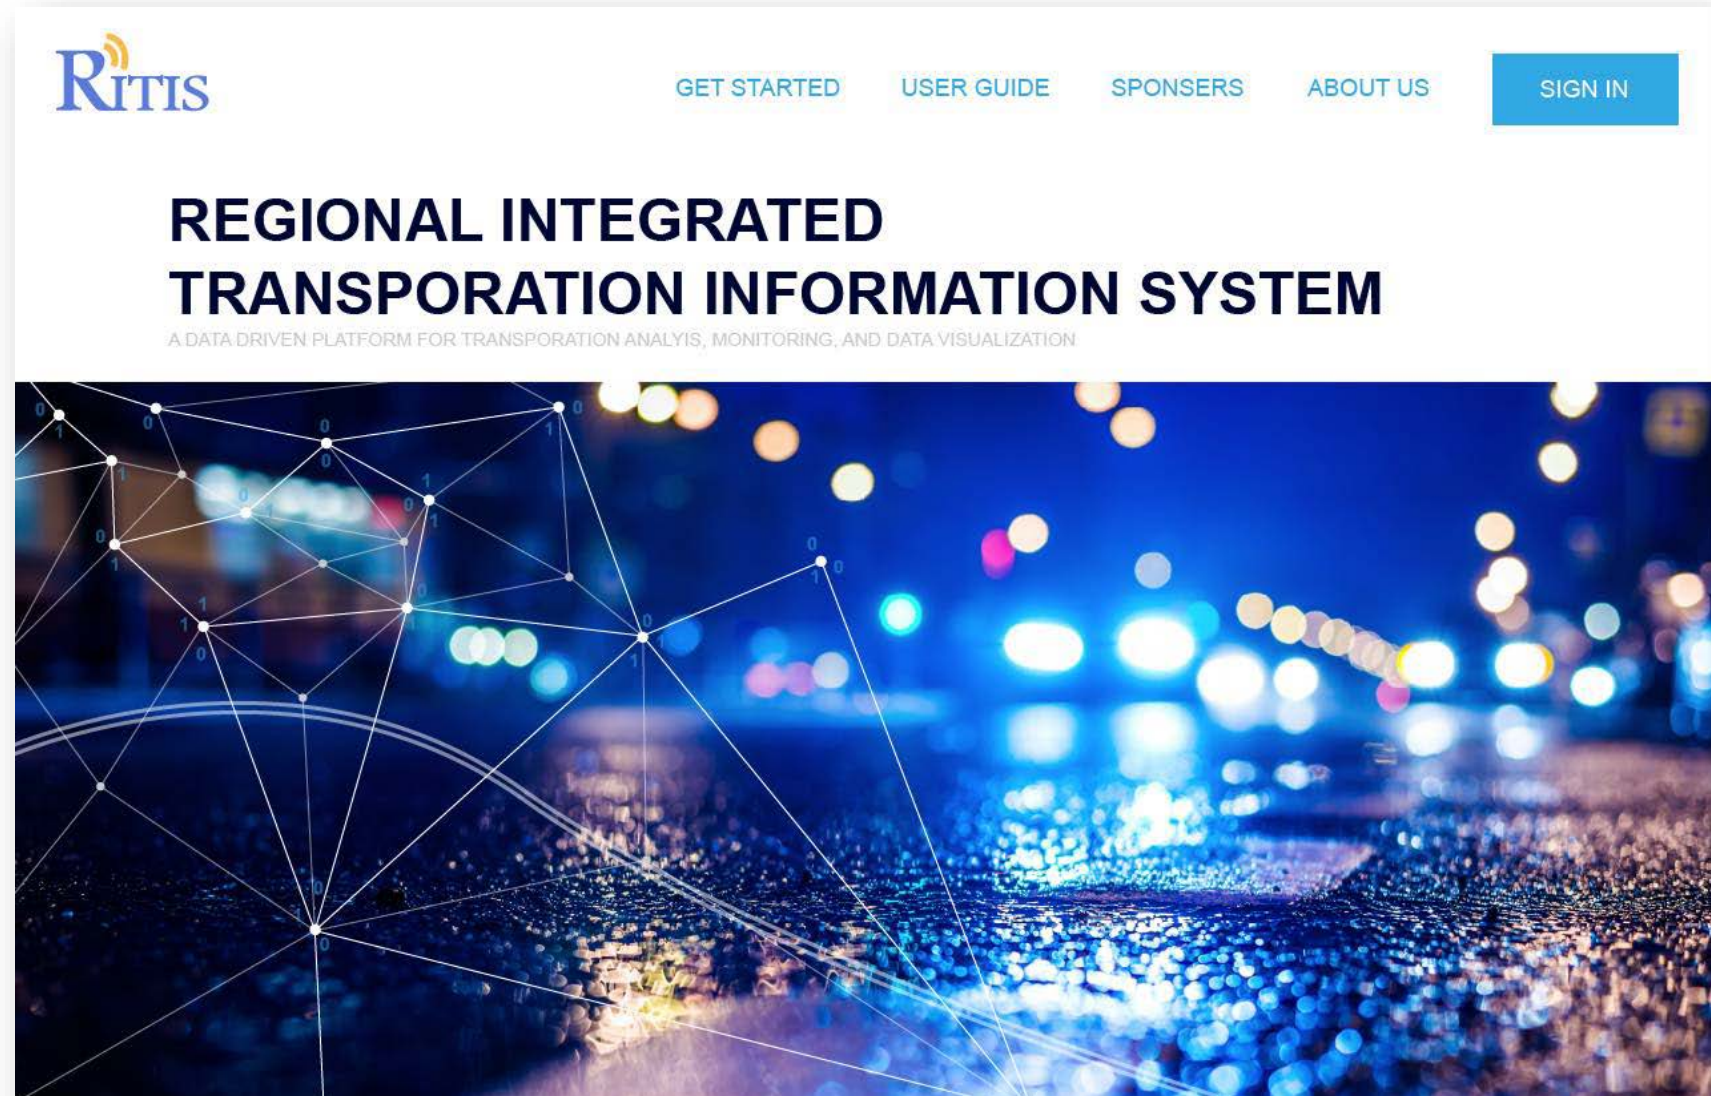 RITIS
GET STARTED USER GUIDE SPONSERS ABOUT US SIGN IN
REGIONAL INTEGRATED
TRANSPORATION INFORMATION SYSTEM
A DATA DRIVEN PLATFORM FOR TRANSPORATION ANALYIS, MONITORING, AND DATA VISUALIZATION